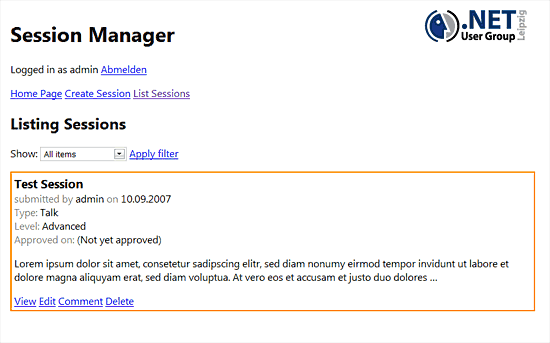 Session Manager
.NET
User Group
Leipzig
Logged in as admin Abmelden
Home Page Create Session List Sessions
Listing Sessions
Show: All items Apply filter
Test Session
submitted by admin on 10.09.2007
Type: Talk
Level: Advanced
Approved on: (Not yet approved)
Lorem ipsum dolor sit amet, consetetur sadipscing elitr, sed diam nonumy eirmod tempor invidunt ut labore et
dolore magna aliquyam erat, sed diam voluptua. At vero eos et accusam et justo duo dolores ...
View Edit Comment Delete